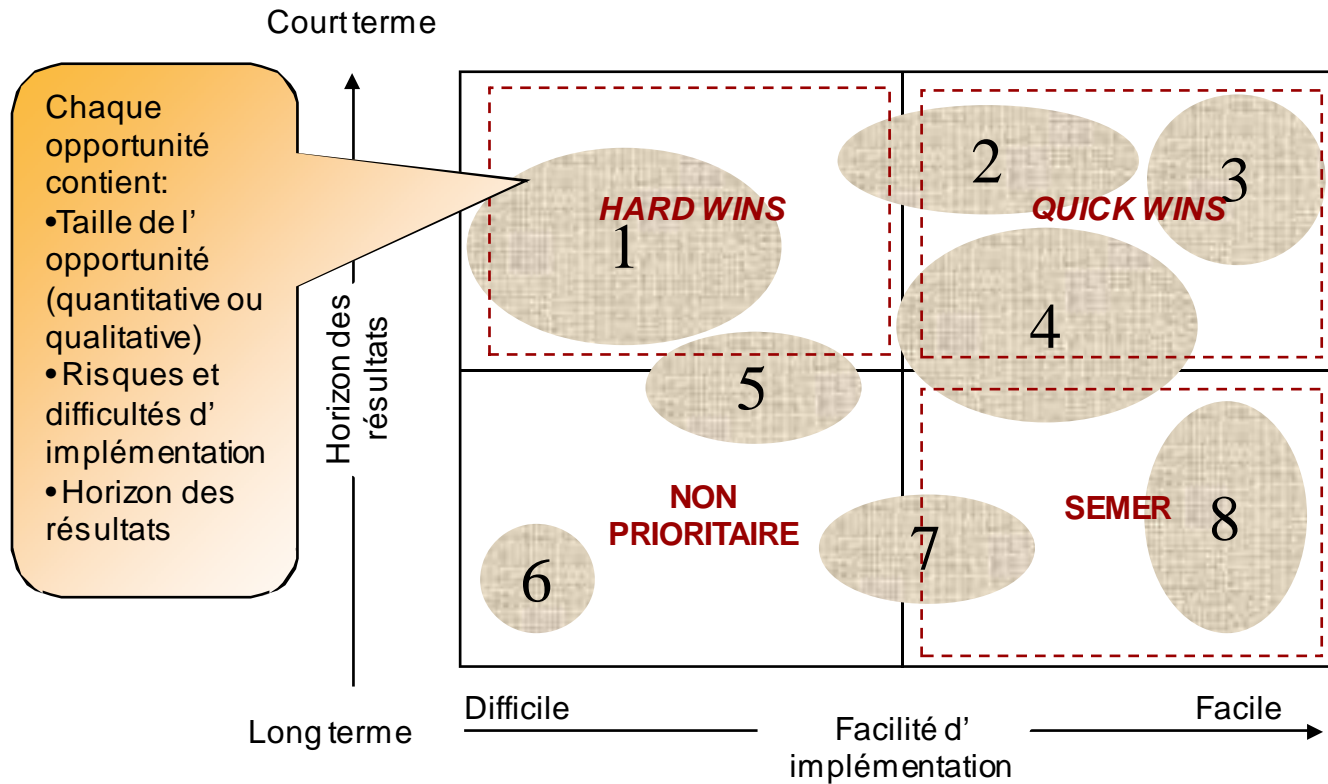 Court terme
Chaque
opportunité
contient:
•Taille de l’
opportunité
(quantitative ou
qualitative)
•Risques et
difficultés d’
implémentation
•Horizon des
résultats
Horizon des
résultats
HARD WINS
1
2
3
QUICK WINS
4
5
NON
PRIORITAIRE
SEMER
6
7
8
Long terme
Difficile
Facilité d’
implémentation
Facile